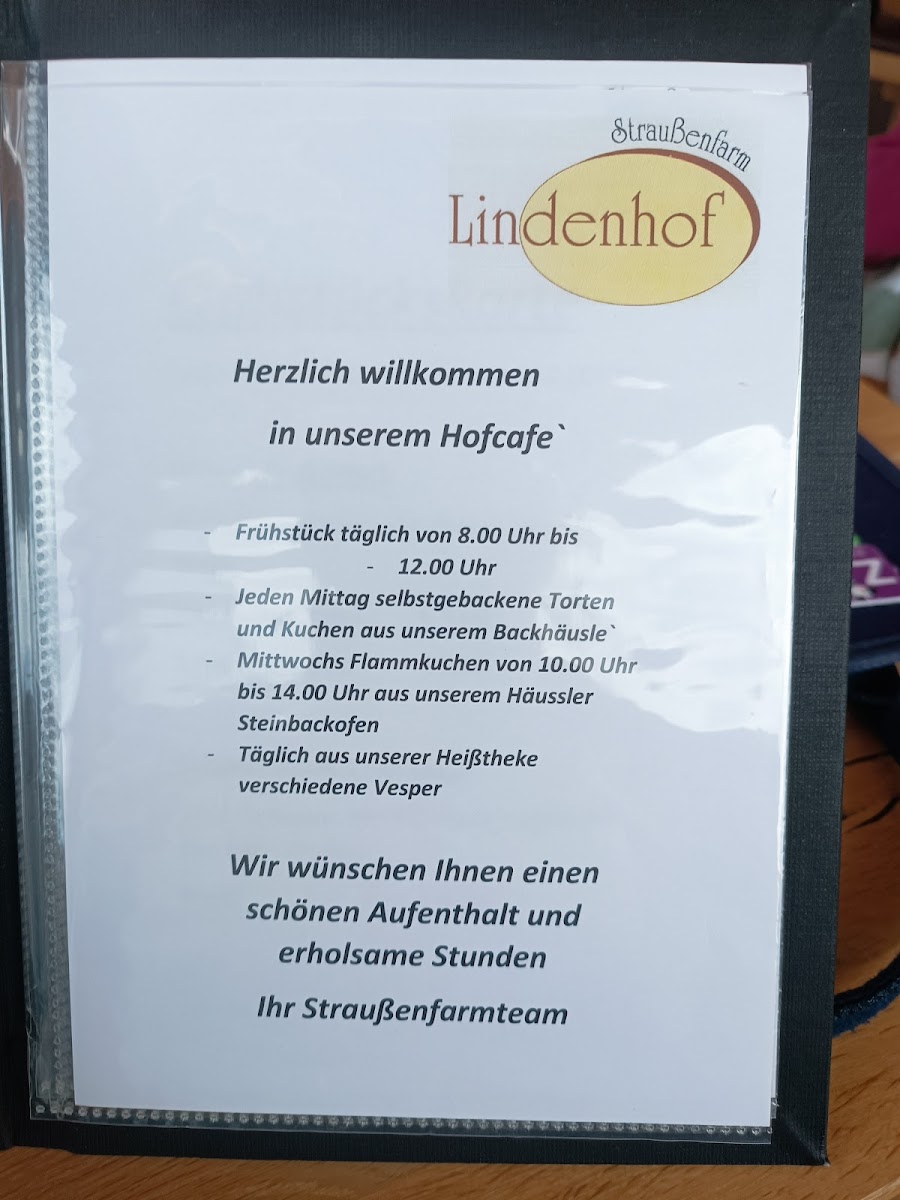 Straußenfarm
Lindenhof
Herzlich willkommen
in unserem Hofcafe`
- Frühstück täglich von 8.00 Uhr bis
- 12.00 Uhr
- Jeden Mittag selbstgebackene Torten
und Kuchen aus unserem Backhäusle`
- Mittwochs Flammkuchen von 10.00 Uhr
bis 14.00 Uhr aus unserem Häussler
Steinbackofen
- Täglich aus unserer Heißtheke
verschiedene Vesper
Wir wünschen Ihnen einen
schönen Aufenthalt und
erholsame Stunden
Ihr Straußenfarmteam